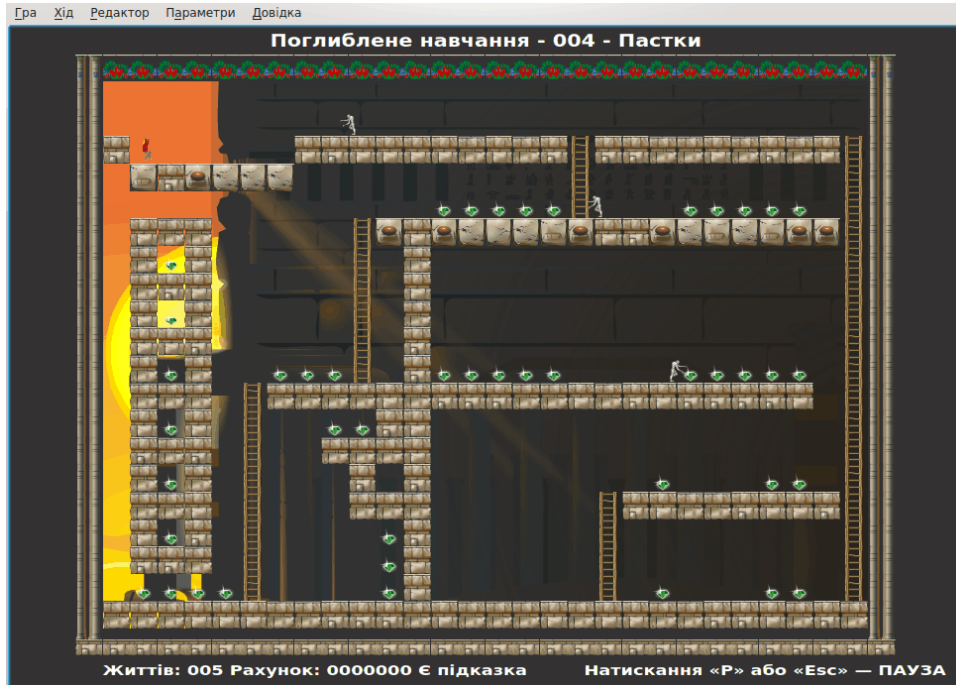 Гра Хід Редактор Параметри Довідка
Поглиблене навчання - 004 - Пастки
Життів: 005 Рахунок: 0000000 Є підказка Натискання «P» або «Esc» — ПАУЗА